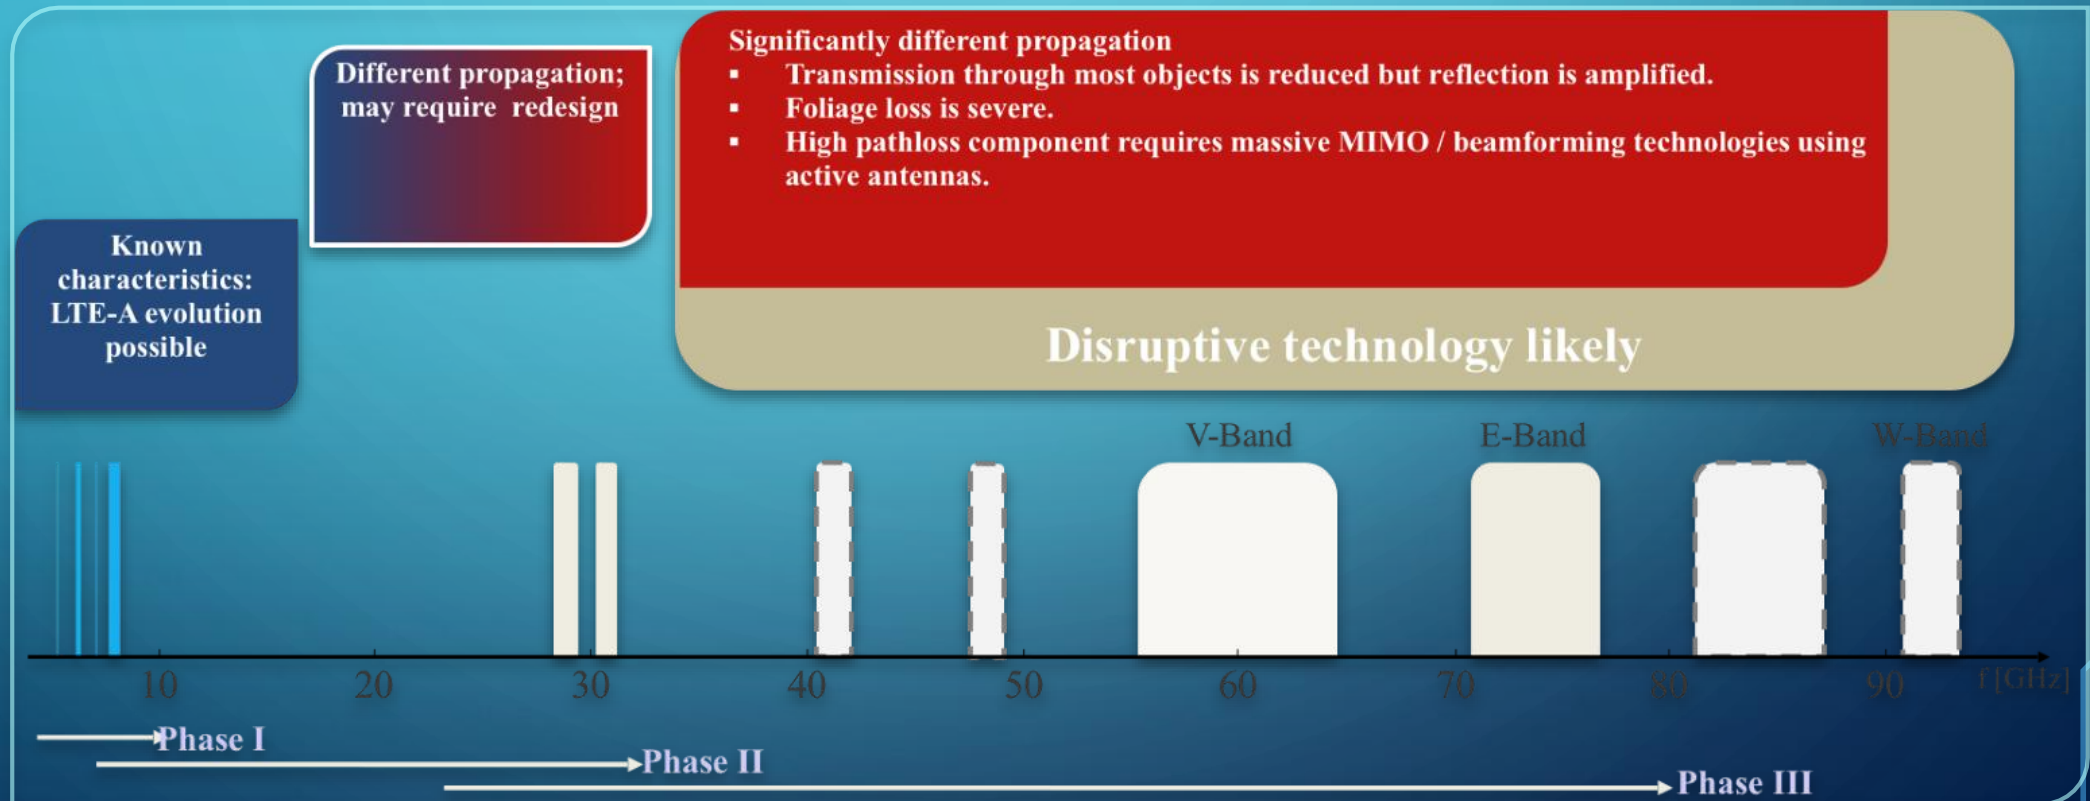 Significantly different propagation
▪ Transmission through most objects is reduced but reflection is amplified.
▪ Foliage loss is severe.
▪ High pathloss component requires massive MIMO / beamforming technologies using
active antennas.
Different propagation;
may require redesign
Known
characteristics:
LTE-A evolution
possible
Disruptive technology likely
V-Band E-Band W-Band
10 20 30 40 50 60 70 80 90 f [GHz]
Phase I
Phase II
Phase III